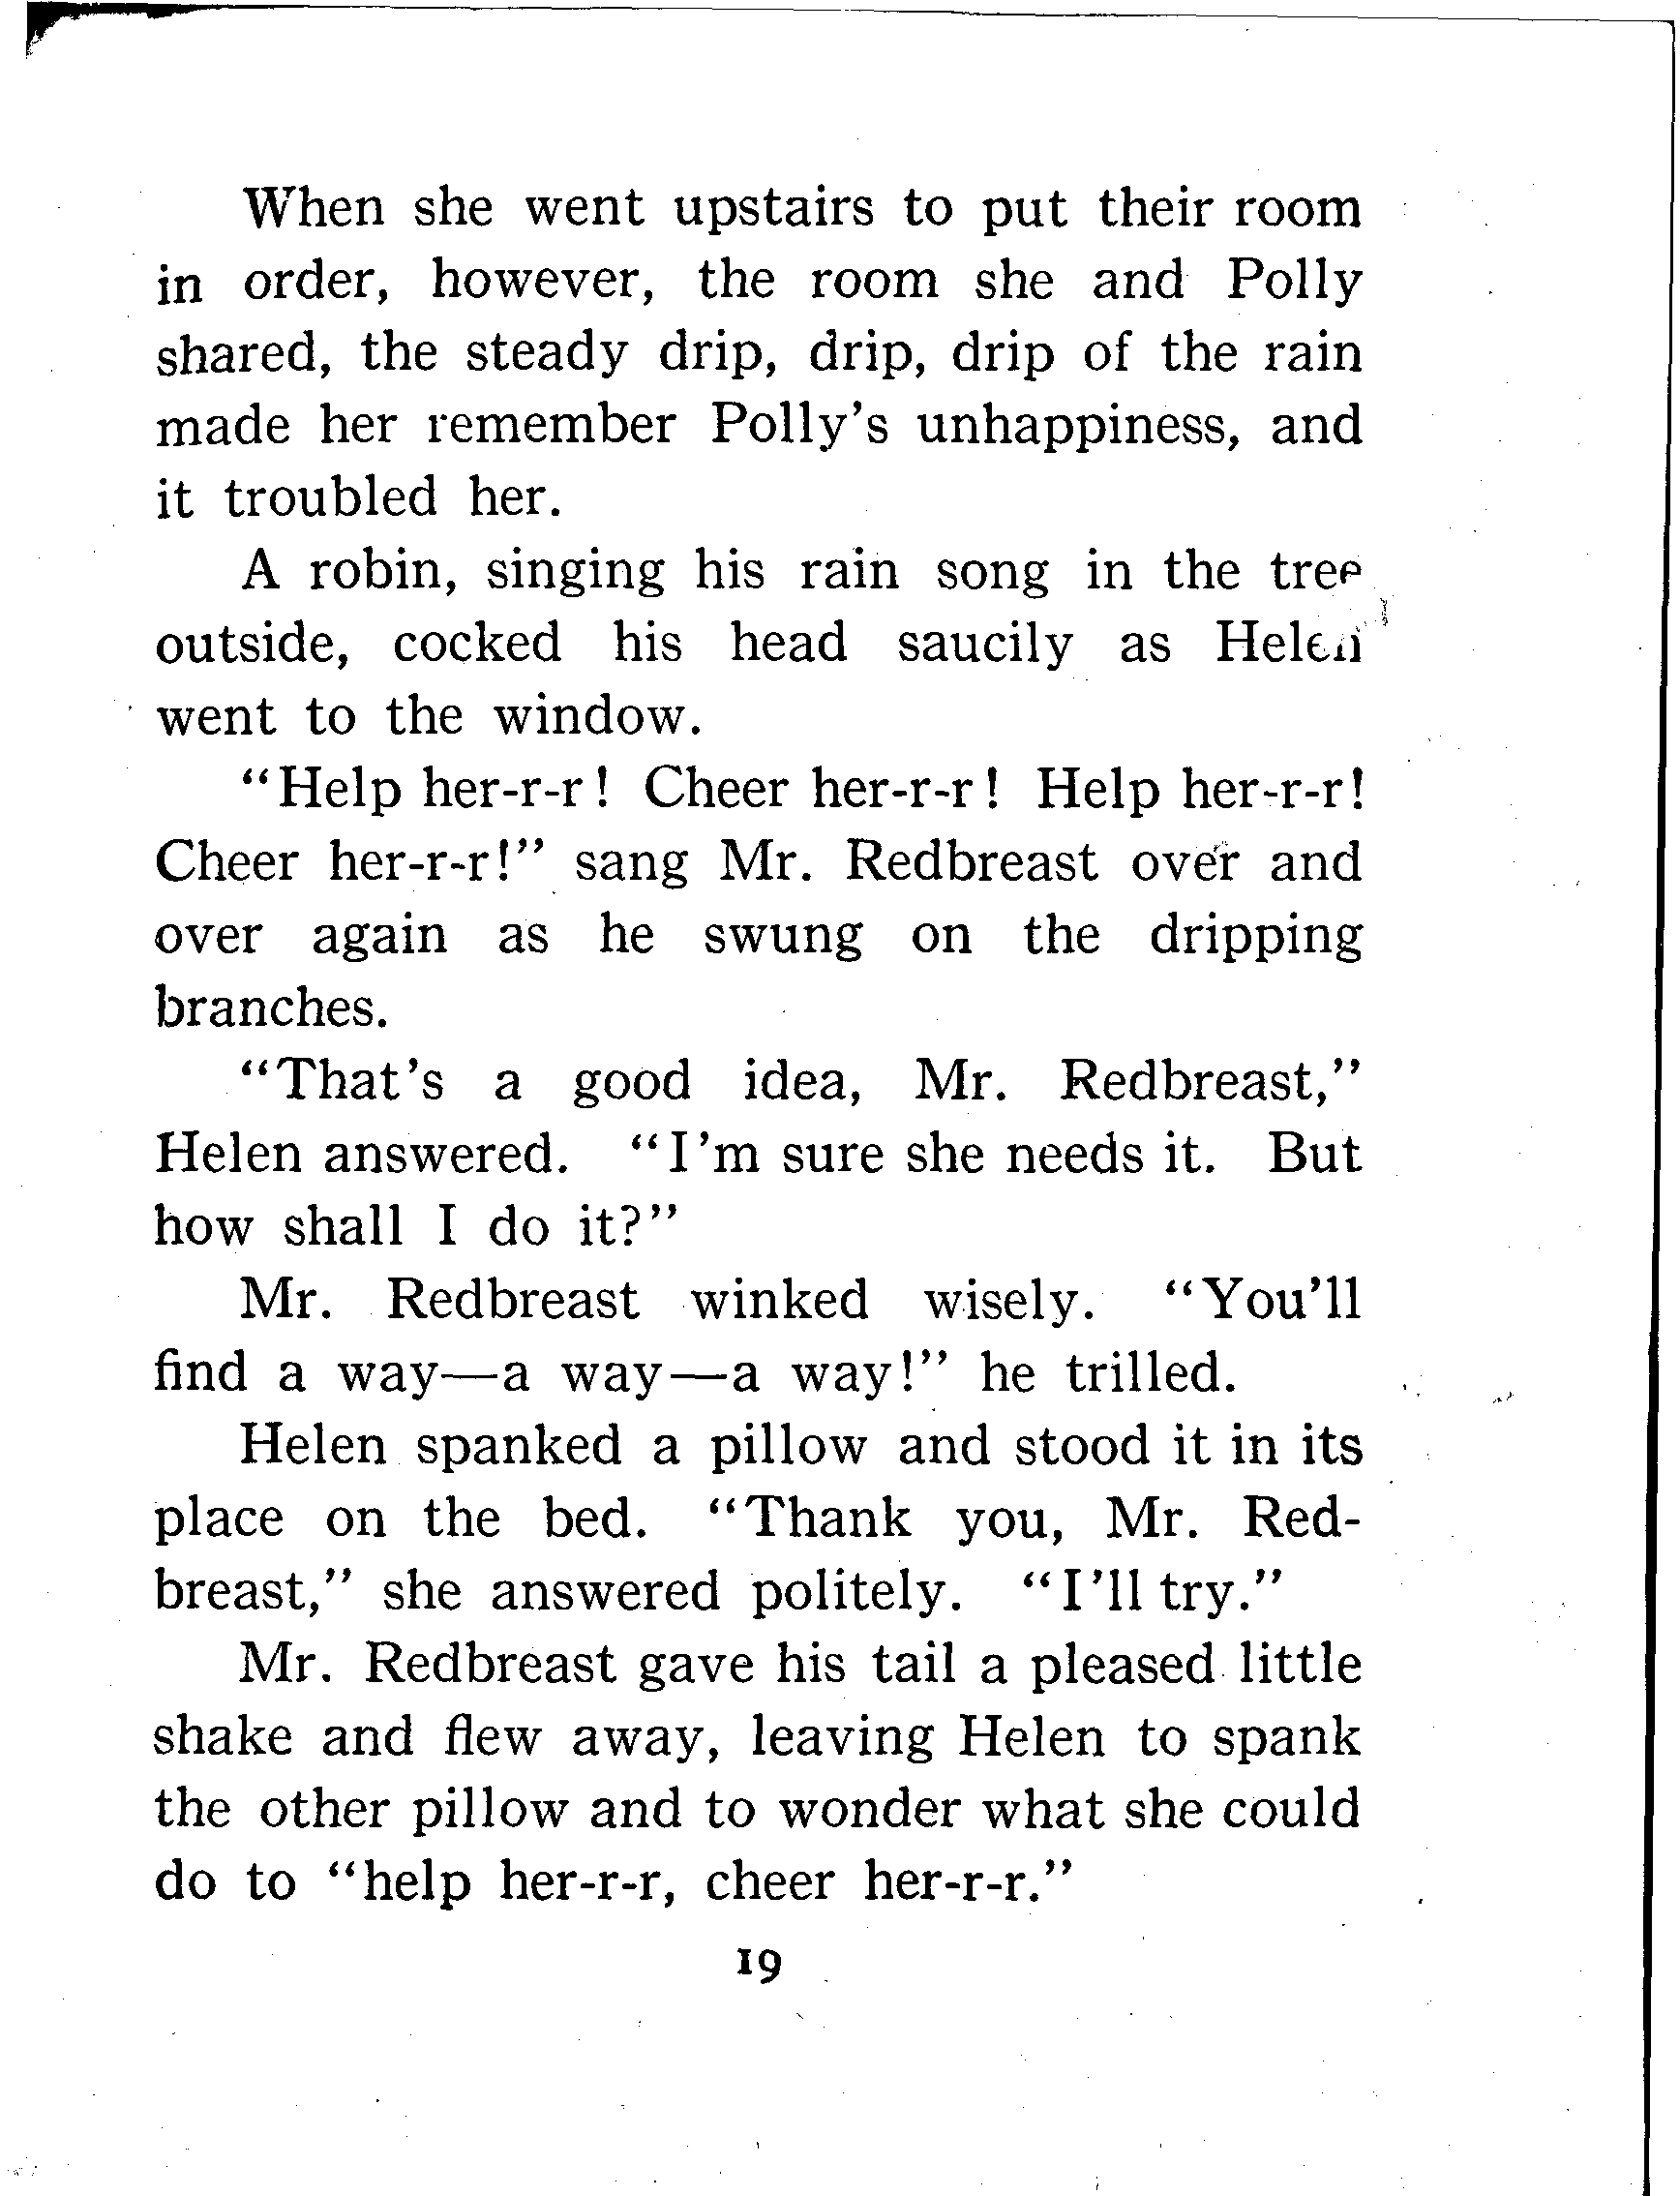 When she went upstairs to put their room
in order, however, the room she and Polly
shared, the steady drip, drip, drip of the rain
made her remember Polly's unhappiness, and
it troubled her.
A robin, singing his rain song in the tree
outside, cocked his head saucily as Helen
went to the window.
"Help her-r-r! Cheer her-r-r! Help her-r-r!
Cheer her-r-r!" sang Mr. Redbreast over and
over again as he swung on the dripping
branches.
"That's a good idea, Mr. Redbreast,"
Helen answered. "I'm sure she needs it. But
how shall I do it?"
Mr. Redbreast winked wisely. "You'll
find a way—a way—a way!" he trilled.
Helen spanked a pillow and stood it in its
place on the bed. "Thank you, Mr. Red-
breast," she answered politely. "I'll try."
Mr. Redbreast gave his tail a pleased little
shake and flew away, leaving Helen to spank
the other pillow and to wonder what she could
do to "help her-r-r, cheer her-r-r."
19